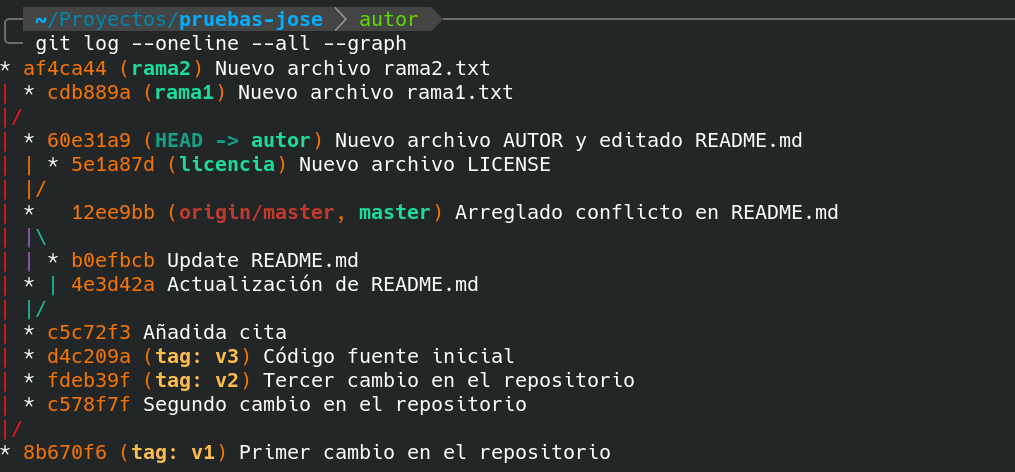 ~/Proyectos/pruebas-jose autor
git log --oneline --all --graph
* af4ca44 (rama2) Nuevo archivo rama2.txt
| * cdb889a (rama1) Nuevo archivo rama1.txt
|/
| * 60e31a9 (HEAD -> autor) Nuevo archivo AUTOR y editado README.md
| | * 5e1a87d (licencia) Nuevo archivo LICENSE
| |/
| *   12ee9bb (origin/master, master) Arreglado conflicto en README.md
| |\
| | * b0efbcb Update README.md
| * | 4e3d42a Actualización de README.md
| |/
| * c5c72f3 Añadida cita
| * d4c209a (tag: v3) Código fuente inicial
| * fdeb39f (tag: v2) Tercer cambio en el repositorio
| * c578f7f Segundo cambio en el repositorio
|/
* 8b670f6 (tag: v1) Primer cambio en el repositorio